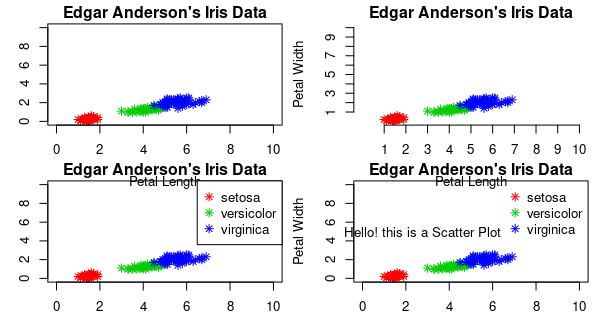 Edgar Anderson's Iris Data
Edgar Anderson's Iris Data
8
6
4
2
0
0 2 4 6 8 10
Petal Width
9
7
5
3
1
1 2 3 4 5 6 7 8 9 10
Edgar Anderson's Iris Data
Edgar Anderson's Iris Data
Petal Length
Petal Length
8
6
4
2
0
setosa
versicolor
virginica
0 2 4 6 8 10
Petal Width
8
6
4
2
0
setosa
versicolor
virginica
Hello! this is a Scatter Plot
0 2 4 6 8 10